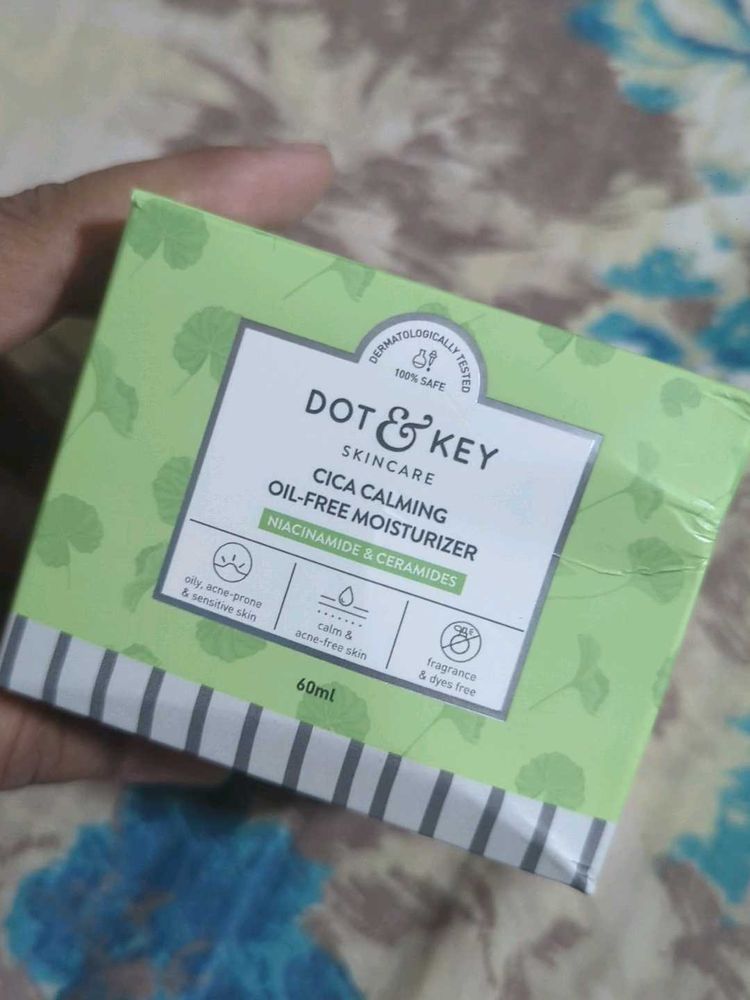 DERMATOLOGICALLY TESTED
100% SAFE
DOT & KEY
SKINCARE
CICA CALMING
OIL-FREE MOISTURIZER
NIACINAMIDE & CERAMIDES
oily, acne-prone
& sensitive skin
calm &
acne-free skin
fragrance
& dyes free
60ml